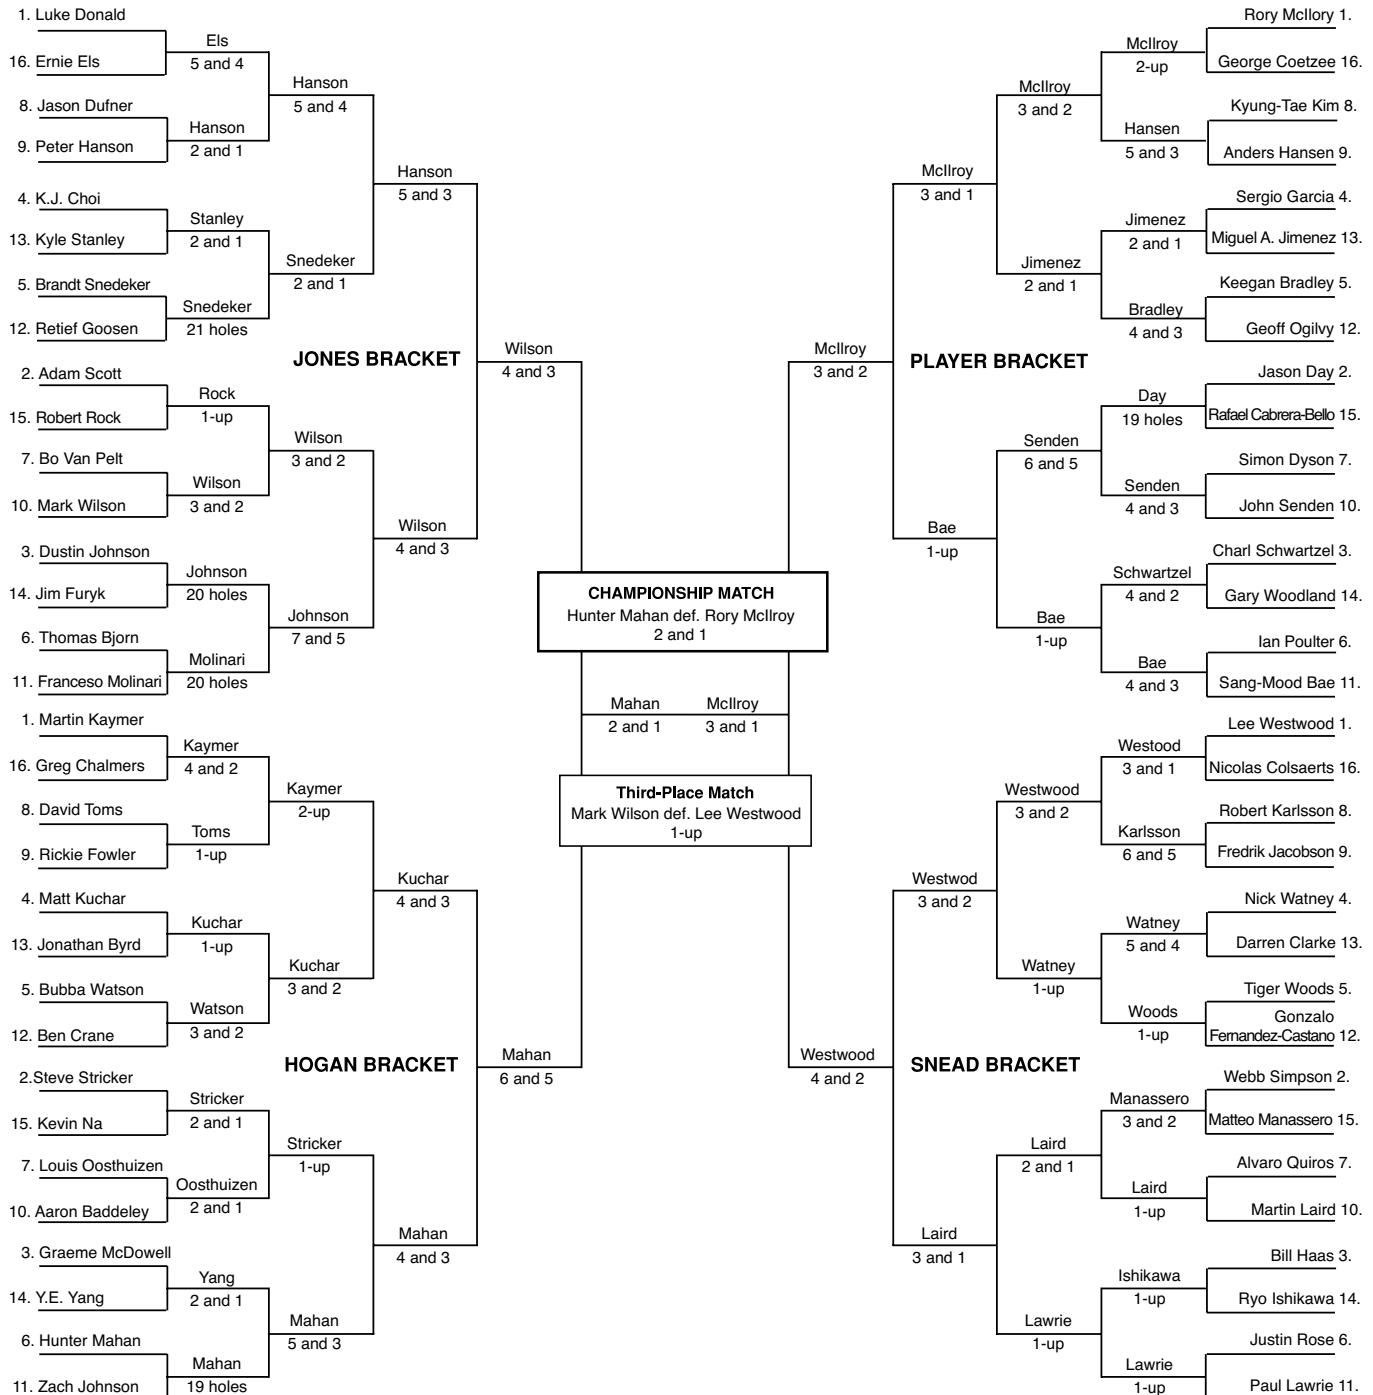 1. Luke Donald
16. Ernie Els
8. Jason Dufner
9. Peter Hanson
4. K.J. Choi
13. Kyle Stanley
5. Brandt Snedeker
12. Retief Goosen
2. Adam Scott
15. Robert Rock
7. Bo Van Pelt
10. Mark Wilson
3. Dustin Johnson
14. Jim Furyk
6. Thomas Bjorn
11. Franceso Molinari
Els
5 and 4
Hanson
2 and 1
Stanley
2 and 1
Snedeker
21 holes
Rock
1-up
Wilson
3 and 2
Johnson
20 holes
Molinari
20 holes
Hanson
5 and 4
Snedeker
2 and 1
Wilson
3 and 2
Johnson
7 and 5
Hanson
5 and 3
Wilson
4 and 3
JONES BRACKET
Wilson
4 and 3
1. Martin Kaymer
16. Greg Chalmers
8. David Toms
9. Rickie Fowler
4. Matt Kuchar
13. Jonathan Byrd
5. Bubba Watson
12. Ben Crane
2.Steve Stricker
15. Kevin Na
7. Louis Oosthuizen
10. Aaron Baddeley
3. Graeme McDowell
14. Y.E. Yang
6. Hunter Mahan
11. Zach Johnson
Kaymer
4 and 2
Toms
1-up
Kuchar
1-up
Watson
3 and 2
Stricker
2 and 1
Oosthuizen
2 and 1
Yang
2 and 1
Mahan
19 holes
Kaymer
2-up
Kuchar
3 and 2
Stricker
1-up
Mahan
5 and 3
Kuchar
4 and 3
Mahan
4 and 3
HOGAN BRACKET
Mahan
6 and 5
CHAMPIONSHIP MATCH
Hunter Mahan def. Rory McIlroy
2 and 1
Mahan
2 and 1
McIlroy
3 and 1
Third-Place Match
Mark Wilson def. Lee Westwood
1-up
McIlroy
3 and 2
PLAYER BRACKET
McIlroy
3 and 1
Bae
1-up
McIlroy
3 and 2
Jimenez
2 and 1
Senden
6 and 5
Bae
1-up
McIlroy
2-up
Hansen
5 and 3
Jimenez
2 and 1
Bradley
4 and 3
Day
19 holes
Senden
4 and 3
Schwartzel
4 and 2
Bae
4 and 3
Rory McIlory 1.
George Coetzee 16.
Kyung-Tae Kim 8.
Anders Hansen 9.
Sergio Garcia 4.
Miguel A. Jimenez 13.
Keegan Bradley 5.
Geoff Ogilvy 12.
Jason Day 2.
Rafael Cabrera-Bello 15.
Simon Dyson 7.
John Senden 10.
Charl Schwartzel 3.
Gary Woodland 14.
Ian Poulter 6.
Sang-Mood Bae 11.
Westwood
4 and 2
SNEAD BRACKET
Westwod
3 and 2
Laird
3 and 1
Westwood
3 and 2
Watney
1-up
Laird
2 and 1
Lawrie
1-up
Westood
3 and 1
Karlsson
6 and 5
Watney
5 and 4
Woods
1-up
Manassero
3 and 2
Laird
1-up
Ishikawa
1-up
Lawrie
1-up
Lee Westwood 1.
Nicolas Colsaerts 16.
Robert Karlsson 8.
Fredrik Jacobson 9.
Nick Watney 4.
Darren Clarke 13.
Tiger Woods 5.
Gonzalo
Fernandez-Castano 12.
Webb Simpson 2.
Matteo Manassero 15.
Alvaro Quiros 7.
Martin Laird 10.
Bill Haas 3.
Ryo Ishikawa 14.
Justin Rose 6.
Paul Lawrie 11.